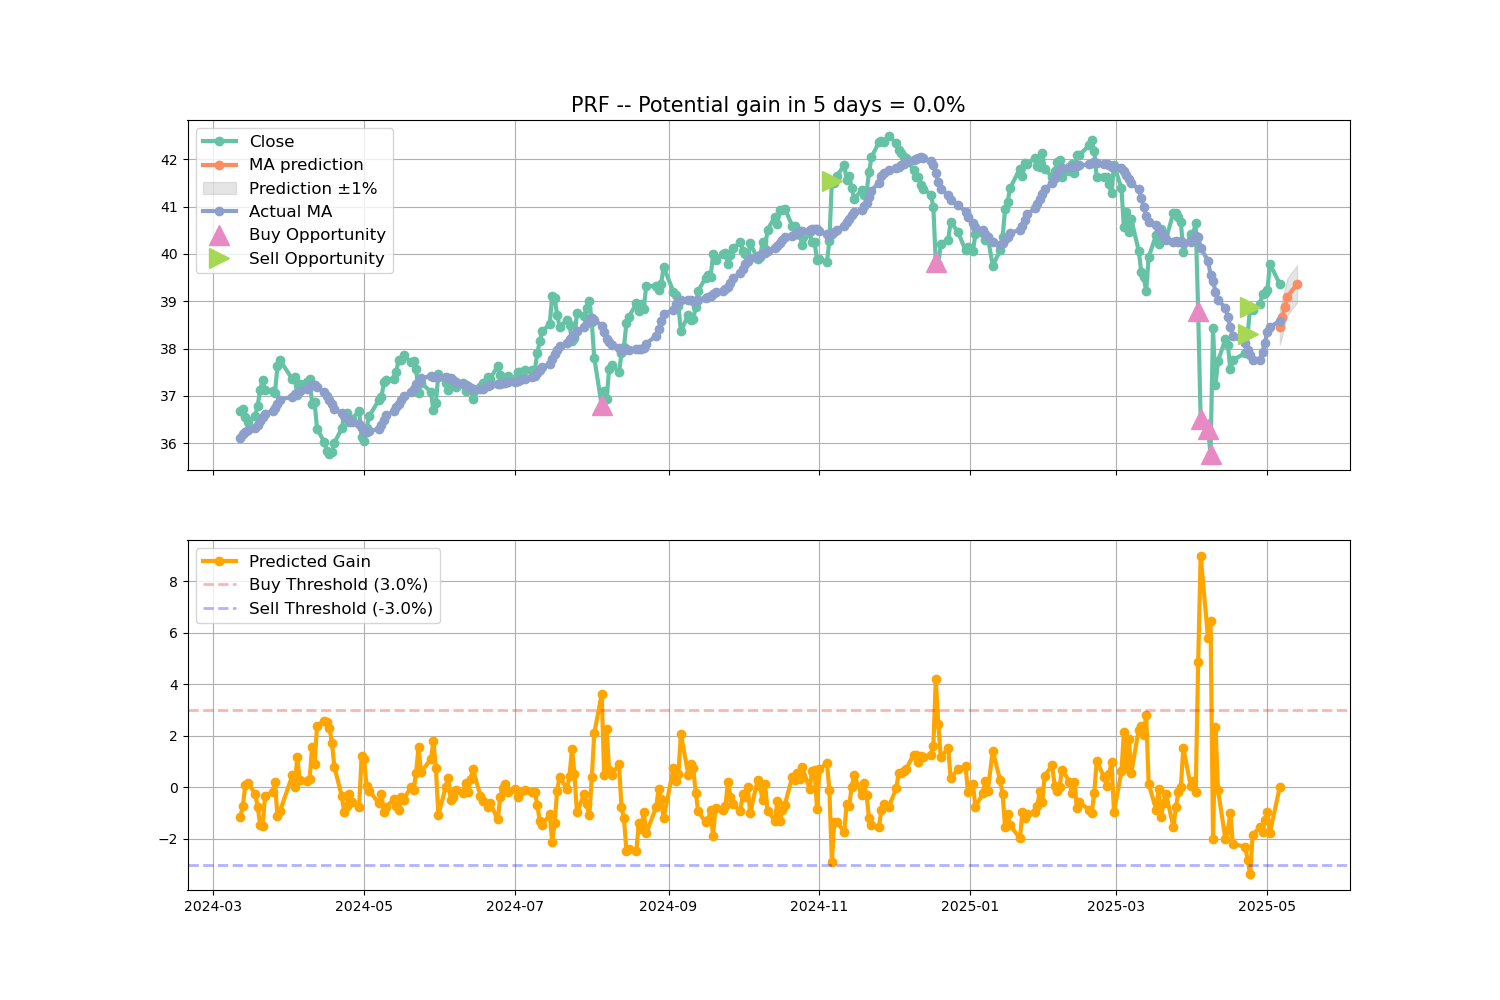 PRF -- Potential gain in 5 days = 0.0%
Close
MA prediction
Prediction ±1%
Actual MA
Buy Opportunity
Sell Opportunity
42
41
40
39
38
37
36
Predicted Gain
Buy Threshold (3.0%)
Sell Threshold (-3.0%)
8
6
4
2
0
−2
2024-03 2024-05 2024-07 2024-09 2024-11 2025-01 2025-03 2025-05